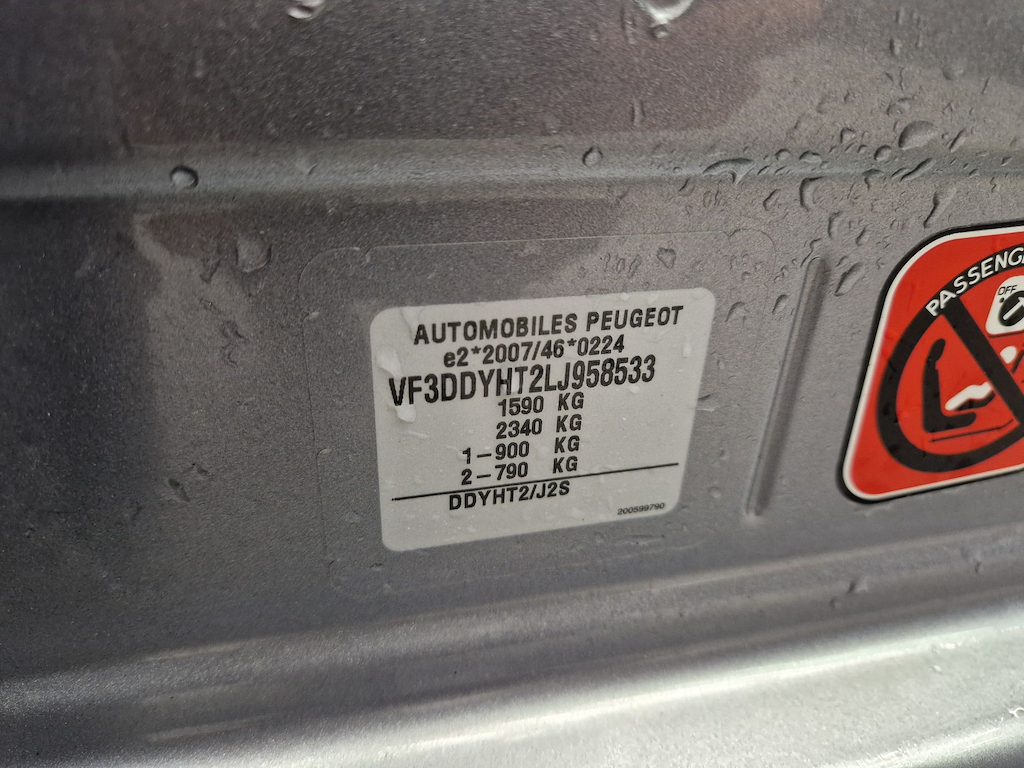 AUTOMOBILES PEUGEOT
e2*2007/46*0224
VF3DDYHT2LJ958533
1590 KG
2340 KG
1-900 KG
2-790 KG
DDYHT2/J2S
200599790
OFF